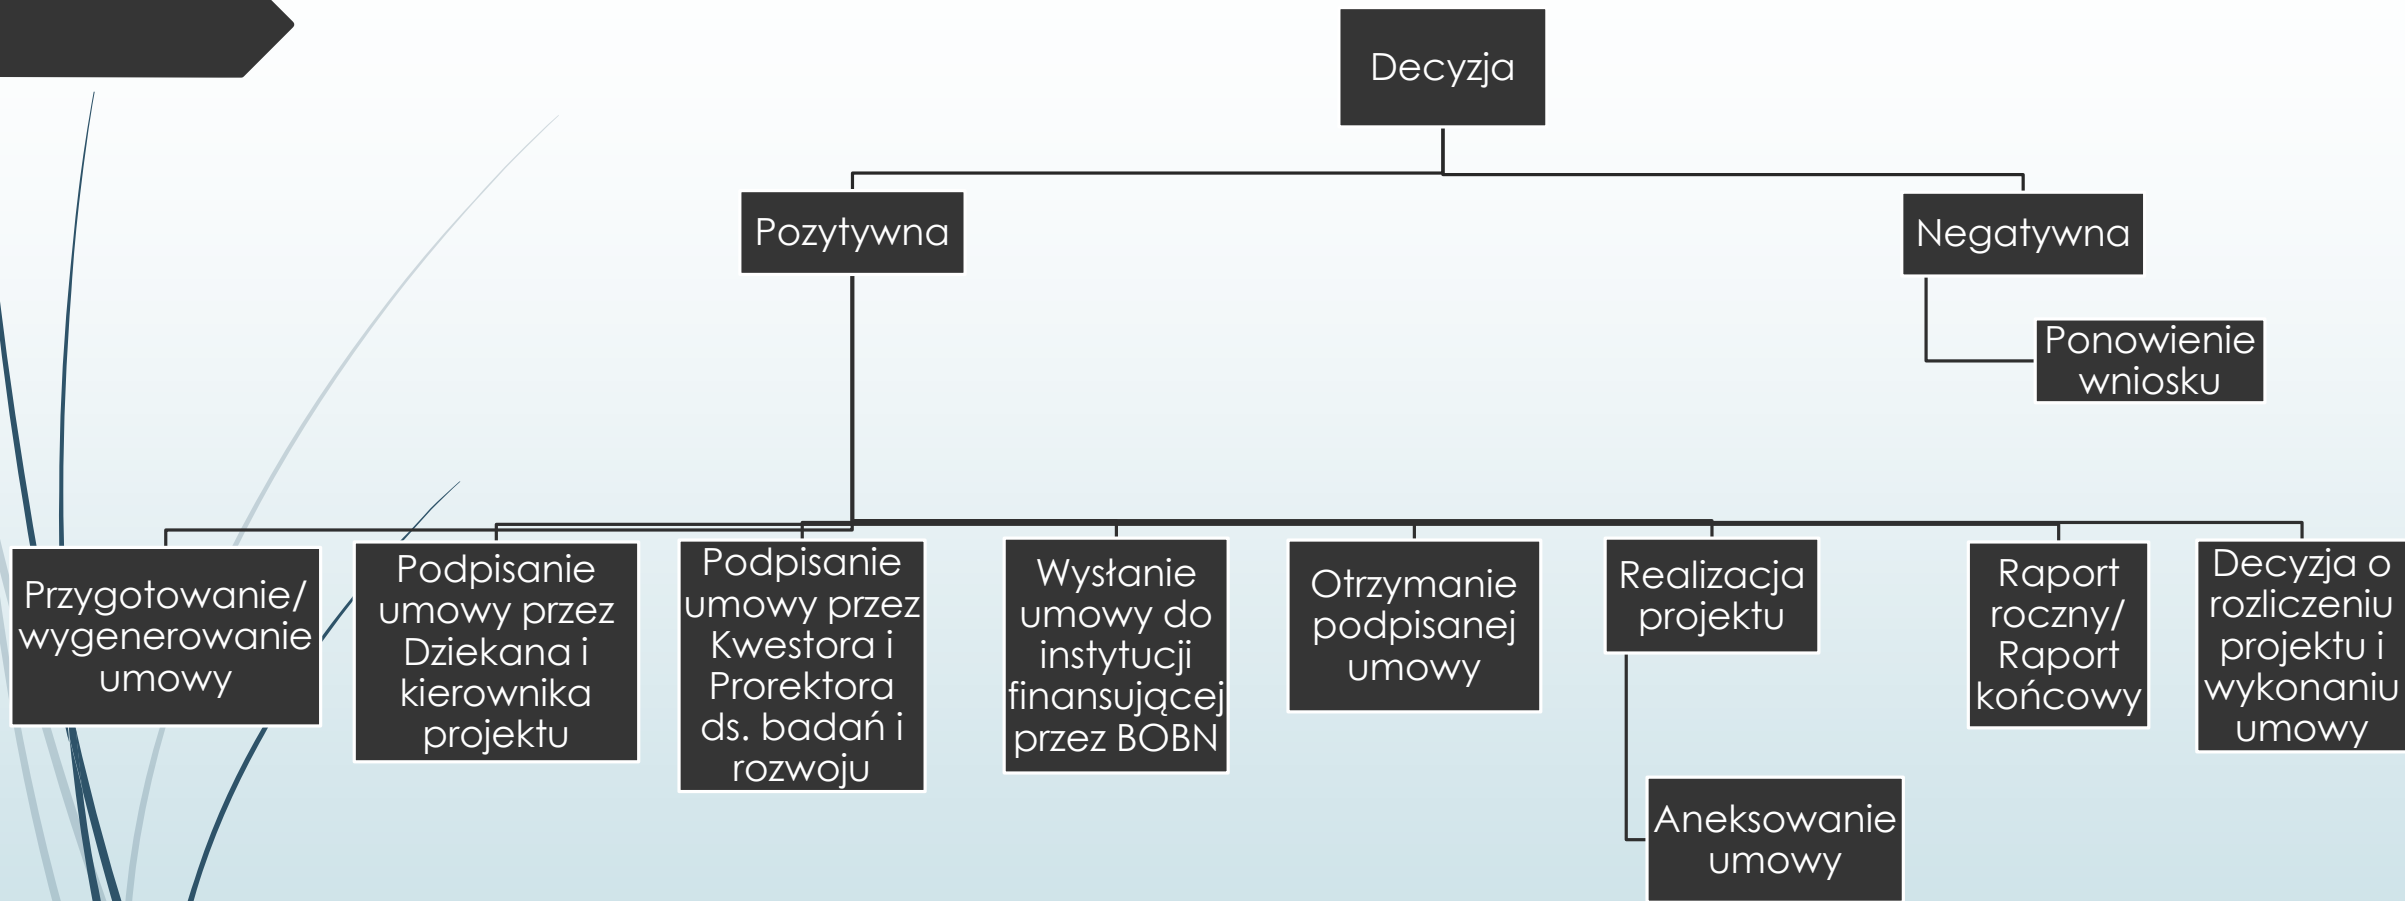 Decyzja
Pozytywna
Negatywna
Ponowienie
wniosku
Przygotowanie/
wygenerowanie
umowy
Podpisanie
umowy przez
Dziekana i
kierownika
projektu
Podpisanie
umowy przez
Kwestora i
Prorektora
ds. badań i
rozwoju
Wysłanie
umowy do
instytucji
finansującej
przez BOBN
Otrzymanie
podpisanej
umowy
Realizacja
projektu
Aneksowanie
umowy
Raport
roczny/
Raport
końcowy
Decyzja o
rozliczeniu
projektu i
wykonaniu
umowy